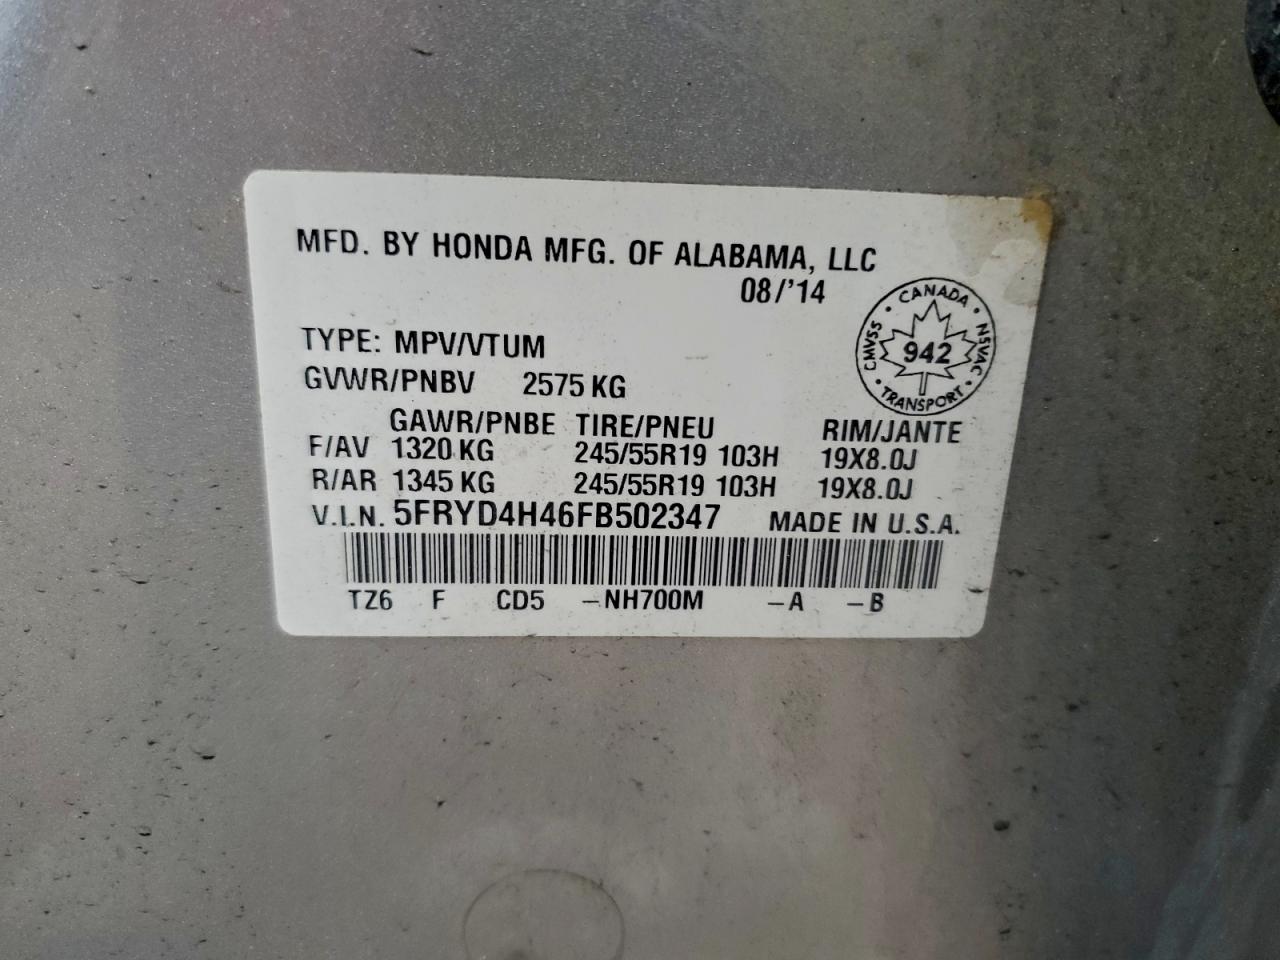 MFD. BY HONDA MFG. OF ALABAMA, LLC
08/'14
CANADA
CMVSS 942 NSVAC
TRANSPORT
TYPE: MPV/VTUM
GVWR/PNBV 2575 KG
GAWR/PNBE TIRE/PNEU RIM/JANTE
F/AV 1320 KG 245/55R19 103H 19X8.0J
R/AR 1345 KG 245/55R19 103H 19X8.0J
V.I.N. 5FRYD4H46FB502347 MADE IN U.S.A.
TZ6 F CD5 -NH700M -A -B